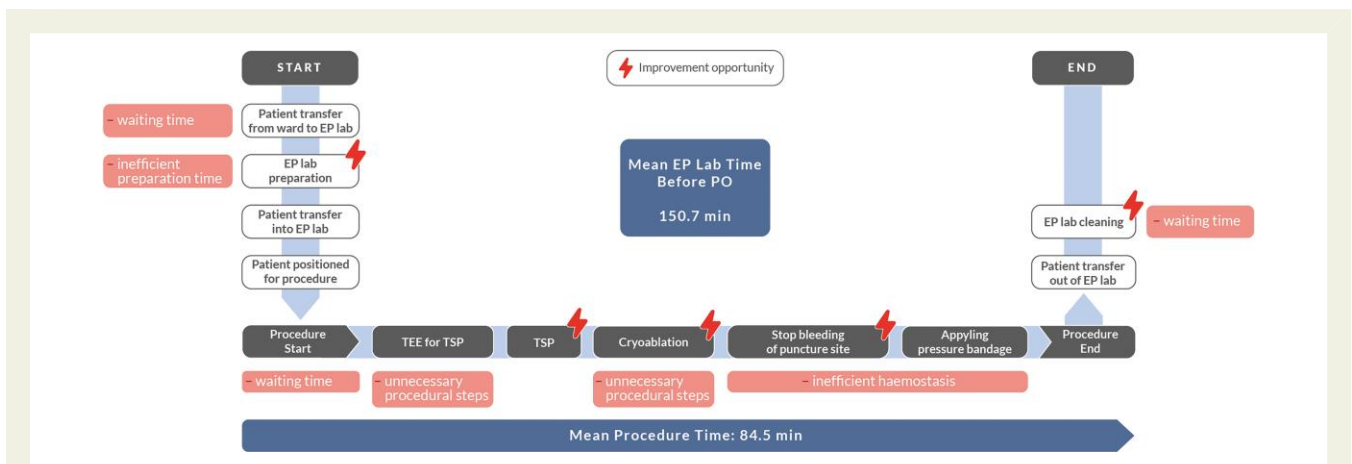 START
Improvement opportunity
END
– waiting time
Patient transfer
from ward to EP lab
– inefficient
preparation time
EP lab
preparation
Mean EP Lab Time
Before PO
150.7 min
Patient transfer
into EP lab
EP lab cleaning
– waiting time
Patient positioned
for procedure
Patient transfer
out of EP lab
Procedure
Start
TEE for TSP
TSP
Cryoablation
Stop bleeding
of puncture site
Appyling
pressure bandage
Procedure
End
– waiting time
– unnecessary
procedural steps
– unnecessary
procedural steps
– inefficient haemostasis
Mean Procedure Time: 84.5 min